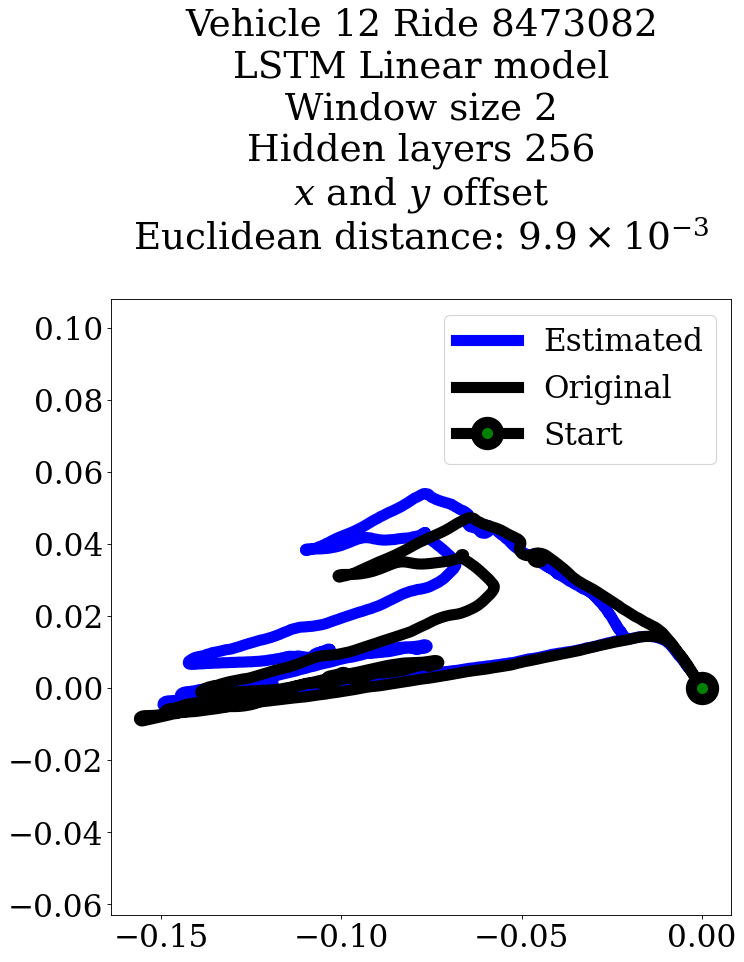 Vehicle 12 Ride 8473082
LSTM Linear model
Window size 2
Hidden layers 256
x and y offset
Euclidean distance: 9.9 × 10⁻³
Estimated
Original
Start
0.10
0.08
0.06
0.04
0.02
0.00
−0.02
−0.04
−0.06
−0.15 −0.10 −0.05 0.00